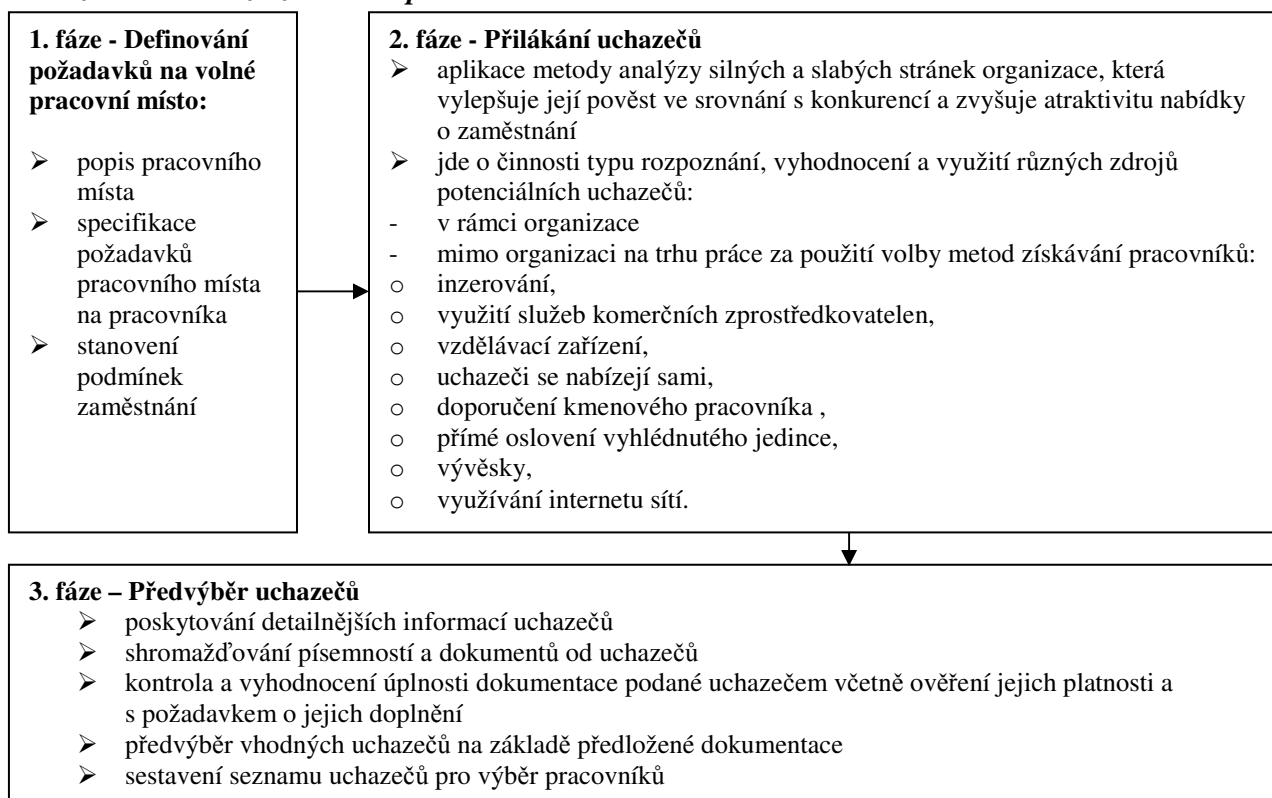 1. fáze - Definování
požadavků na volné
pracovní místo:
➢ popis pracovního
místa
➢ specifikace
požadavků
pracovního místa
na pracovníka
➢ stanovení
podmínek
zaměstnání
2. fáze - Přilákání uchazečů
➢ aplikace metody analýzy silných a slabých stránek organizace, která
vylepšuje její pověst ve srovnání s konkurencí a zvyšuje atraktivitu nabídky
o zaměstnání
➢ jde o činnosti typu rozpoznání, vyhodnocení a využití různých zdrojů
potenciálních uchazečů:
- v rámci organizace
- mimo organizaci na trhu práce za použití volby metod získávání pracovníků:
o inzerování,
o využití služeb komerčních zprostředkovatelen,
o vzdělávací zařízení,
o uchazeči se nabízejí sami,
o doporučení kmenového pracovníka ,
o přímé oslovení vyhlédnutého jedince,
o vývěsky,
o využívání internetu sítí.
3. fáze – Předvýběr uchazečů
➢ poskytování detailnějších informací uchazečů
➢ shromažďování písemností a dokumentů od uchazečů
➢ kontrola a vyhodnocení úplnosti dokumentace podané uchazečem včetně ověření jejich platnosti a
s požadavkem o jejich doplnění
➢ předvýběr vhodných uchazečů na základě předložené dokumentace
➢ sestavení seznamu uchazečů pro výběr pracovníků